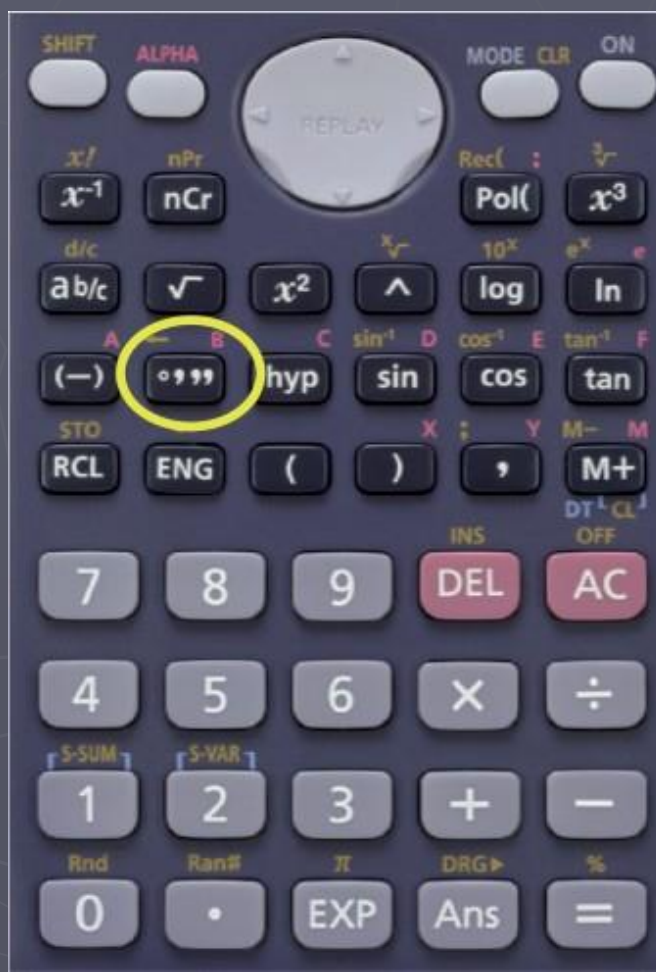 SHIFT ALPHA MODE CLR ON
REPLAY
x! nPr Rec( : ³√
x⁻¹ nCr Pol( x³
d/c ˣ√ 10ˣ eˣ e
a b/c √ x² ^ log ln
A ← B C sin⁻¹ D cos⁻¹ E tan⁻¹ F
(−) °’” hyp sin cos tan
STO X ; Y M− M
RCL ENG ( ) , M+
DT CL
INS OFF
7 8 9 DEL AC
4 5 6 × ÷
S-SUM S-VAR
1 2 3 + −
Rnd Ran# π DRG► %
0 . EXP Ans =